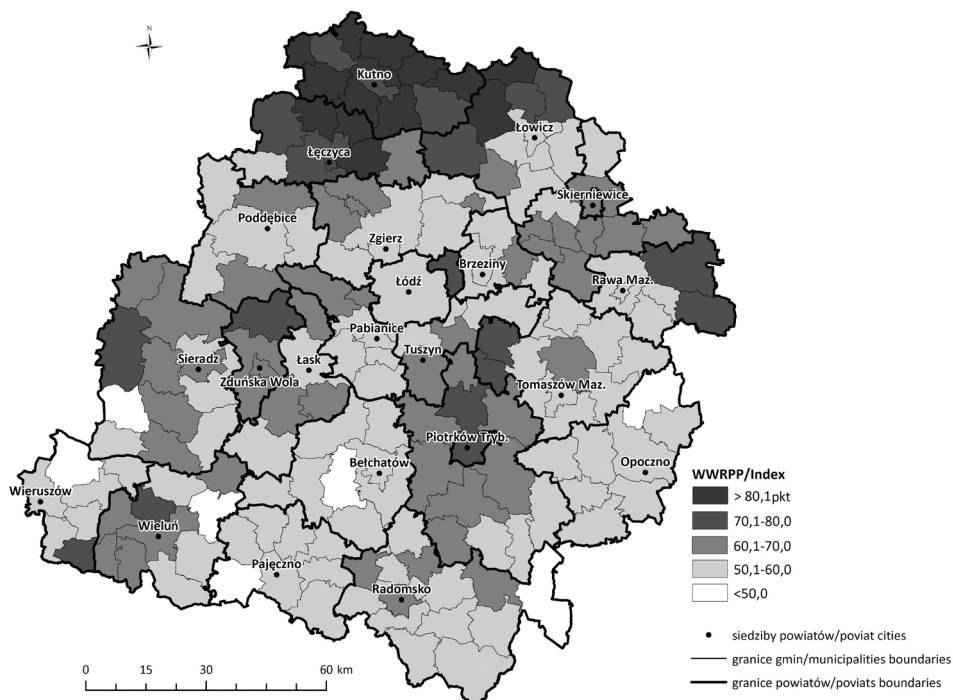 N
Kutno
Łowicz
Łęczyca
Skierniewice
Poddębice
Zgierz
Brzeziny
Łódź
Rawa Maz.
Pabianice
Tuszyn
Sieradz
Łask
Zduńska Wola
Tomaszów Maz.
Piotrków Tryb.
Bełchatów
Opoczno
Wieruszów
Wieluń
Pajęczno
Radomsko
WWRPP/Index
> 80,1pkt
70,1-80,0
60,1-70,0
50,1-60,0
<50,0
siedziby powiatów/poviat cities
granice gmin/municipalities boundaries
granice powiatów/poviats boundaries
0 18 30 60 km